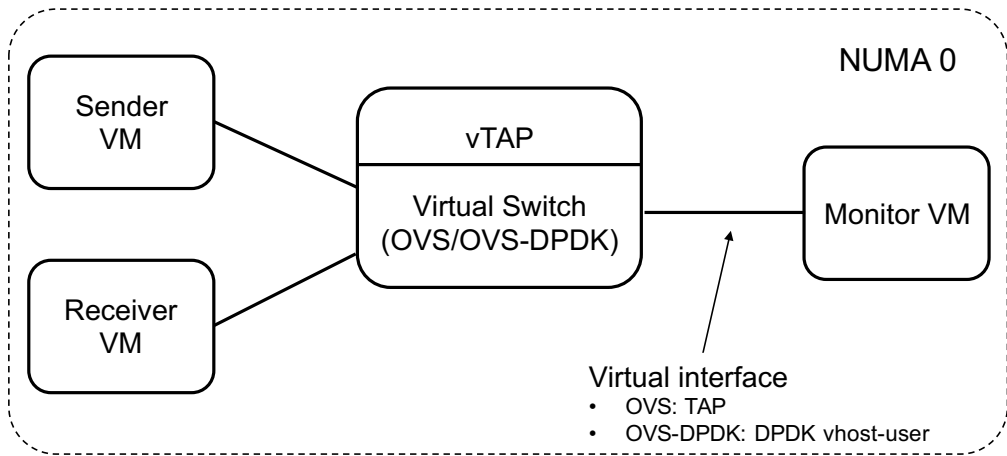 NUMA 0
Sender
VM
vTAP
Virtual Switch
(OVS/OVS-DPDK)
Monitor VM
Receiver
VM
Virtual interface
• OVS: TAP
• OVS-DPDK: DPDK vhost-user